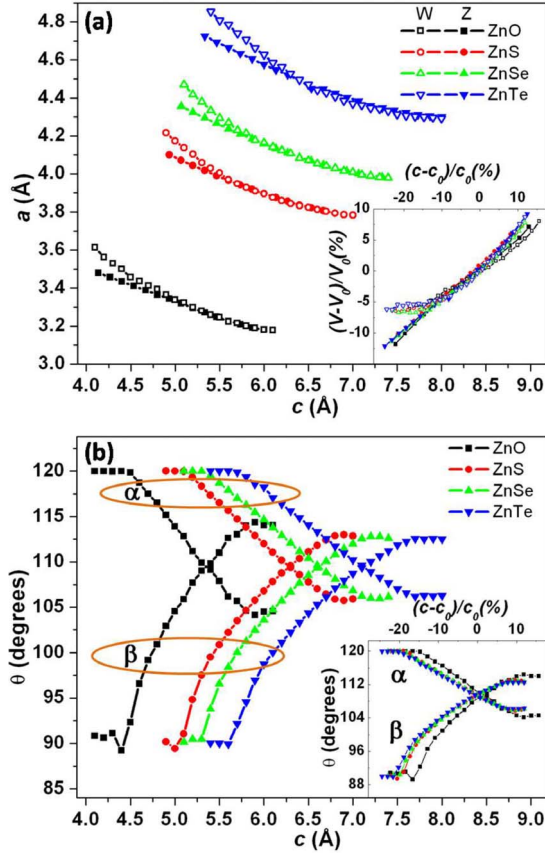 (a)
W Z
ZnO
ZnS
ZnSe
ZnTe
4.8
4.6
4.4
4.2
4.0
3.8
3.6
3.4
3.2
3.0
a (Å)
4.0 4.5 5.0 5.5 6.0 6.5 7.0 7.5 8.0 8.5 9.0
c (Å)
(c-c₀)/c₀(%)
-20 -10 0 10
10
5
0
-5
-10
(V-V₀)/V₀(%)
(b)
ZnO
ZnS
ZnSe
ZnTe
α
β
120
115
110
105
100
95
90
θ (degrees)
4.0 4.5 5.0 5.5 6.0 6.5 7.0 7.5 8.0 8.5 9.0
c (Å)
(c-c₀)/c₀(%)
-20 -10 0 10
120
110
100
90
θ (degrees)
α
β